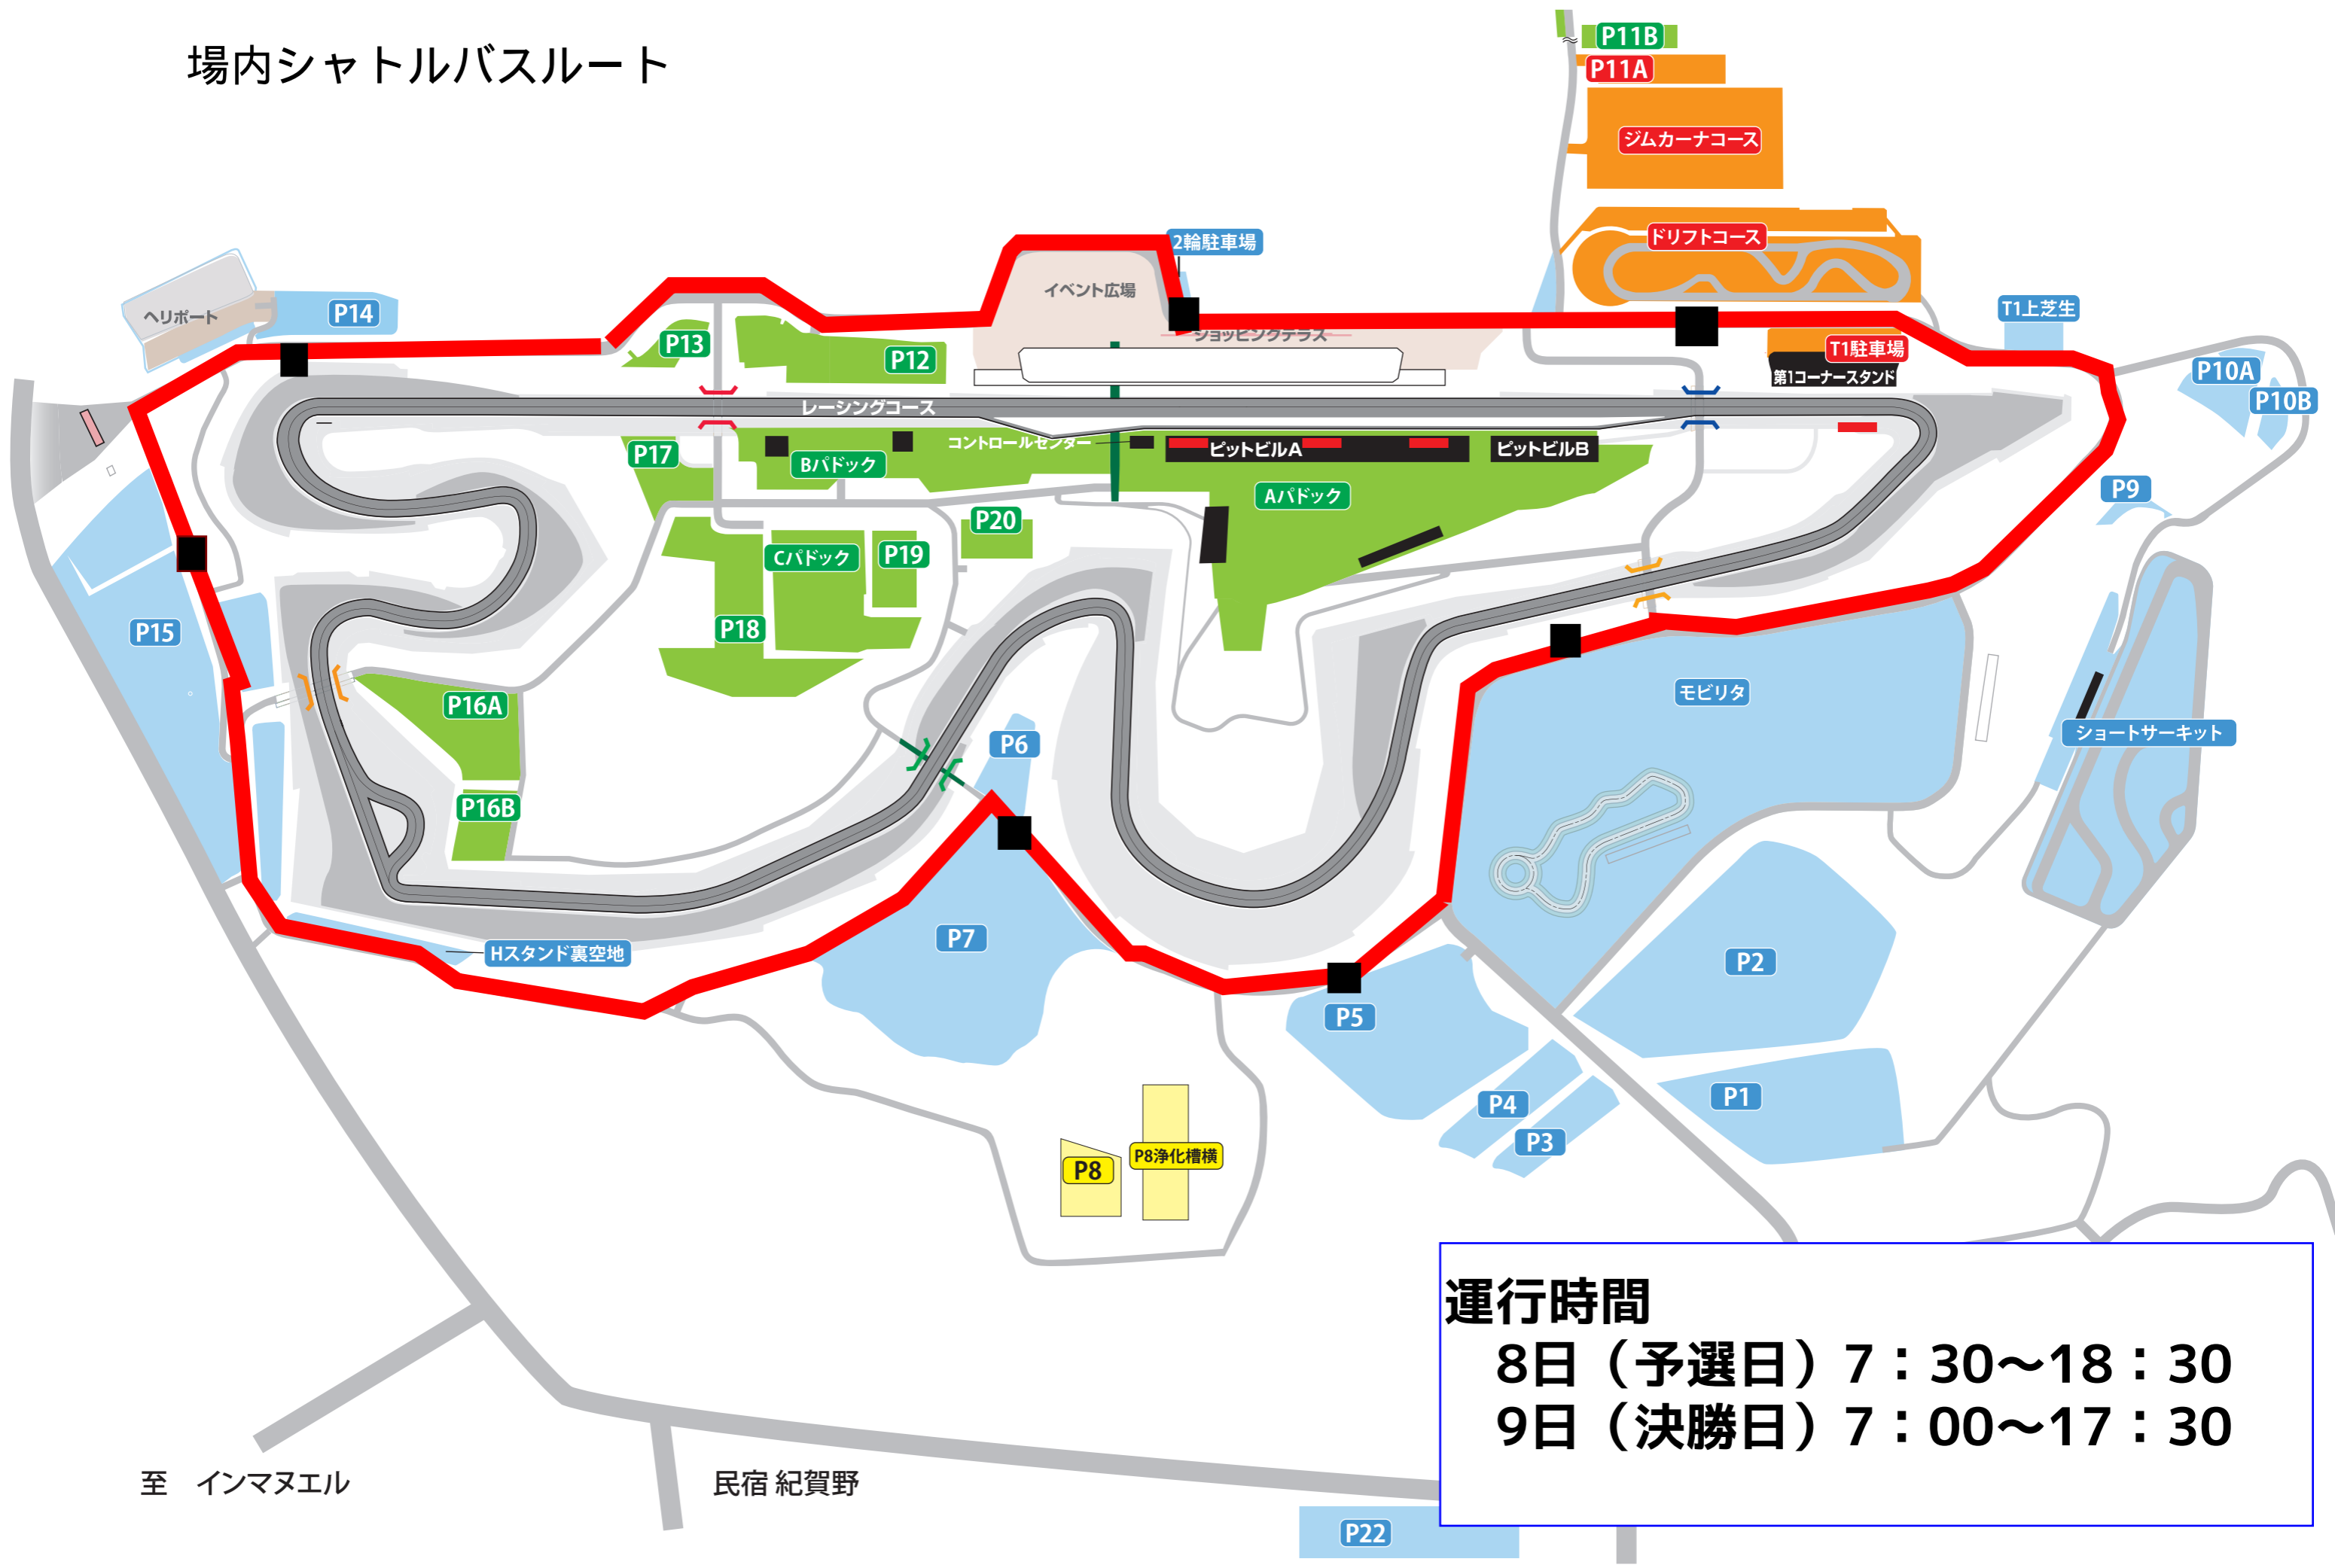 場内シャトルバスルート
P11B
P11A
ジムカーナコース
ドリフトコース
2輪駐車場
イベント広場
ショッピングテラス
T1上芝生
T1駐車場
第1コーナースタンド
P10A
P10B
P9
ヘリポート
P14
P13
P12
レーシングコース
コントロールセンター
ピットビルA
ピットビルB
P17
Bパドック
Aパドック
P20
Cパドック
P19
P18
P15
P16A
P16B
P6
モビリタ
ショートサーキット
Hスタンド裏空地
P7
P5
P2
P4
P3
P1
P8
P8浄化槽横
運行時間
8日（予選日）7：30〜18：30
9日（決勝日）7：00〜17：30
至　インマヌエル
民宿 紀賀野
P22